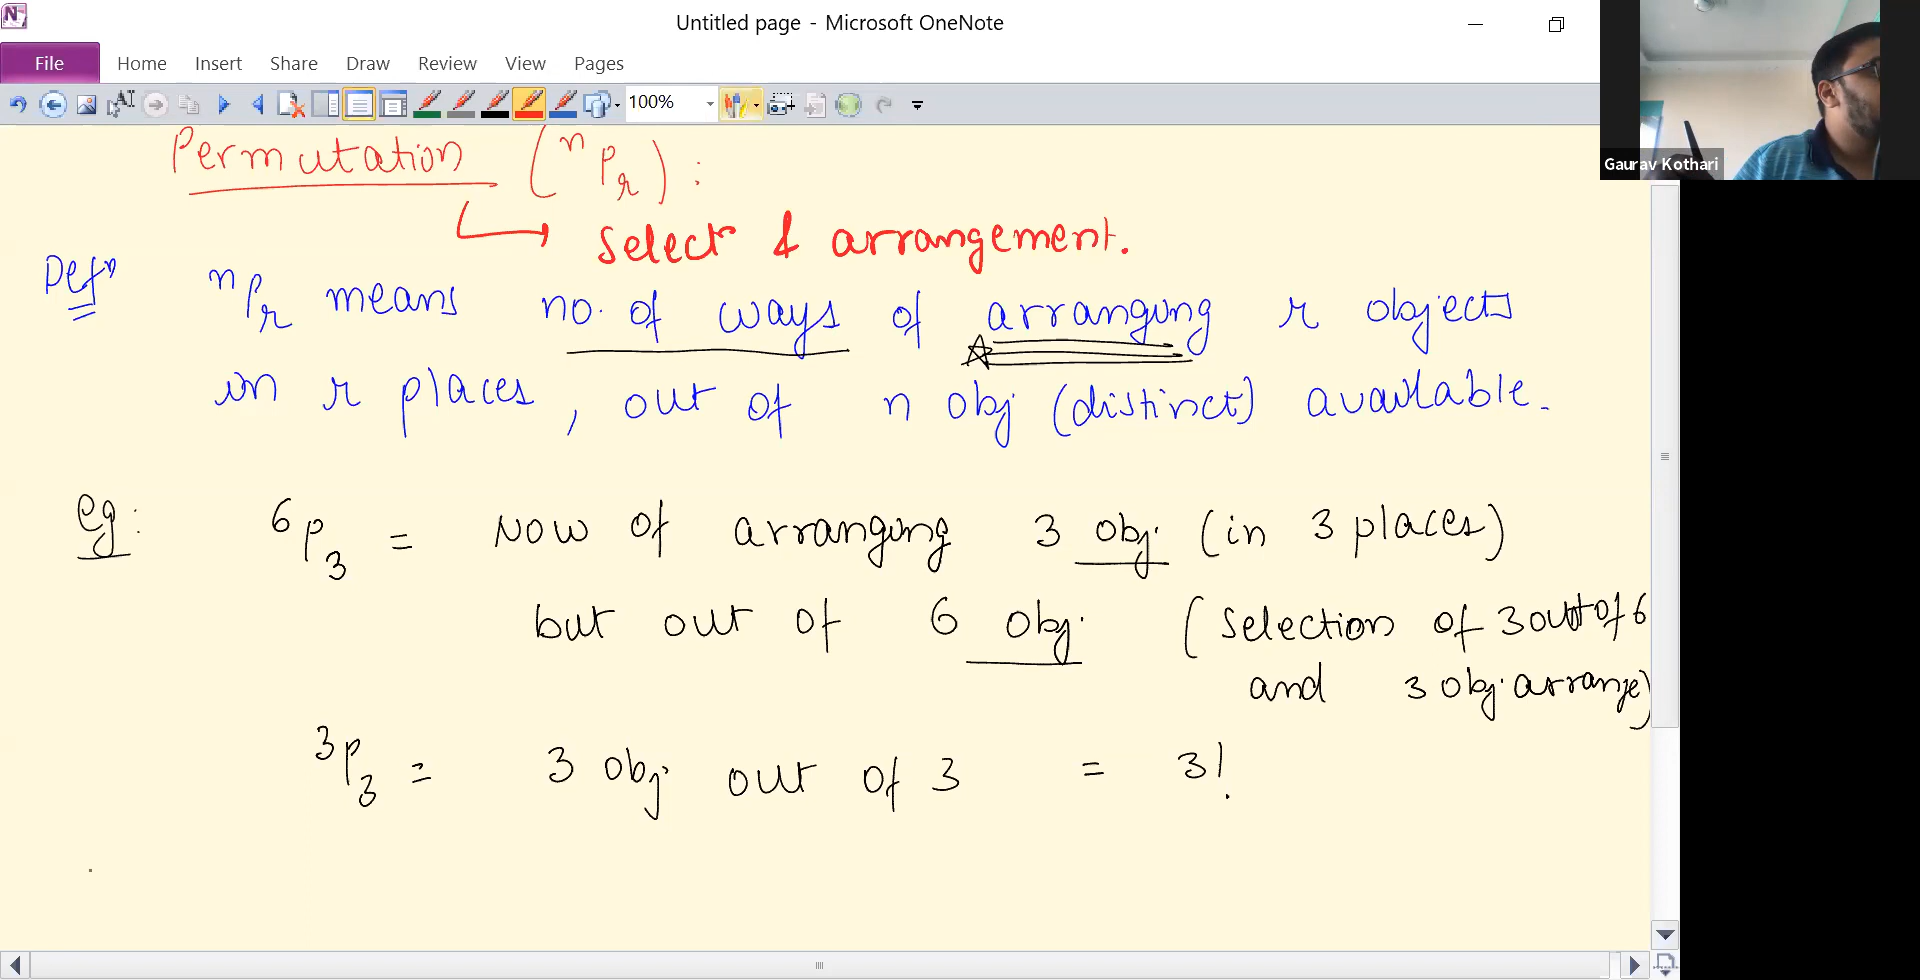 Untitled page - Microsoft OneNote
File Home Insert Share Draw Review View Pages
100%
Gaurav Kothari
Permutation (ⁿPᵣ) :
Select & arrangement.
Defⁿ ⁿPᵣ means no. of ways of arranging r objects
in r places, out of n obj (distinct) available.
eg: ⁶P₃ = NOW of arranging 3 obj. (in 3 places)
but out of 6 obj. (Selection of 3 out of 6
and 3 obj. arrange)
³P₃ = 3 obj. out of 3 = 3!